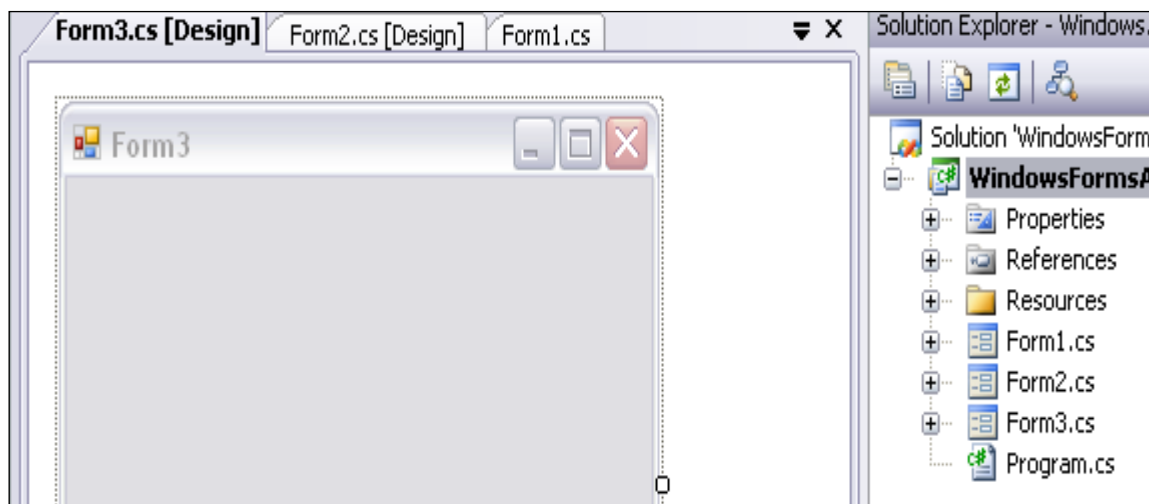 Form3.cs [Design] Form2.cs [Design] Form1.cs
Solution Explorer - Windows.
Form3
Solution 'WindowsForm
WindowsFormsA
Properties
References
Resources
Form1.cs
Form2.cs
Form3.cs
Program.cs